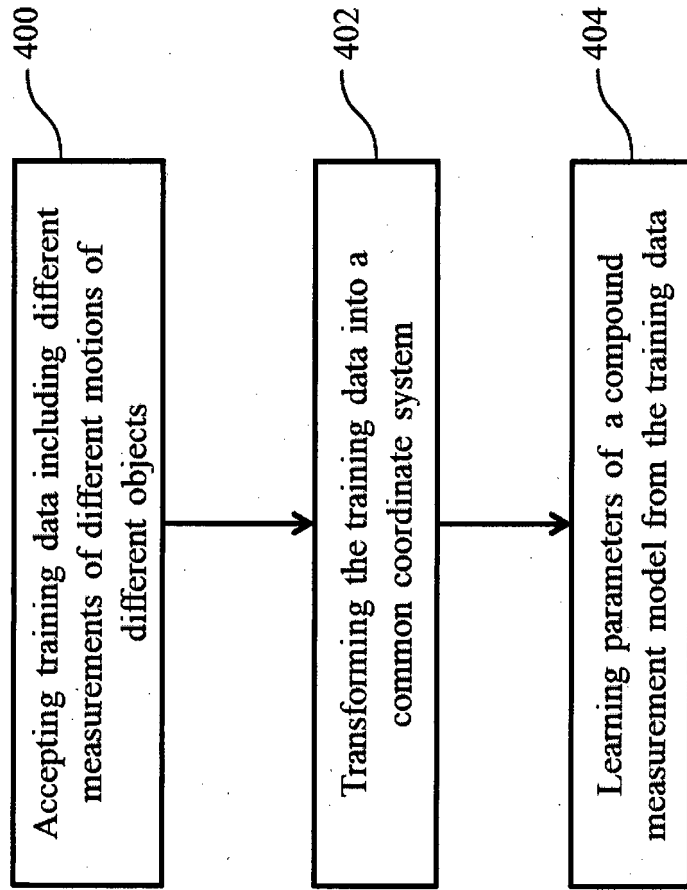 400
Accepting training data including different
measurements of different motions of
different objects
402
Transforming the training data into a
common coordinate system
404
Learning parameters of a compound
measurement model from the training data